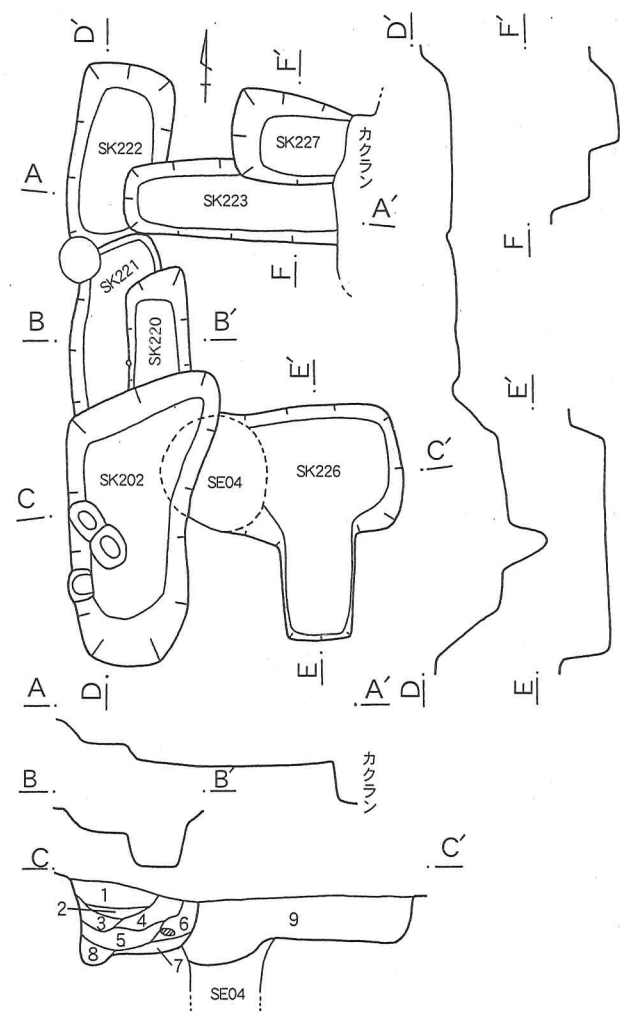 D′
F′
D′
F′
SK222
SK227
カクラン
A
SK223
A′
F
F
SK221
B
SK220
B′
E′
E′
C′
SK202
SE04
SK226
C
D
E
D
E
A
A′
カクラン
B
B′
C
C′
1
2
3
4
6
9
5
8
7
SE04